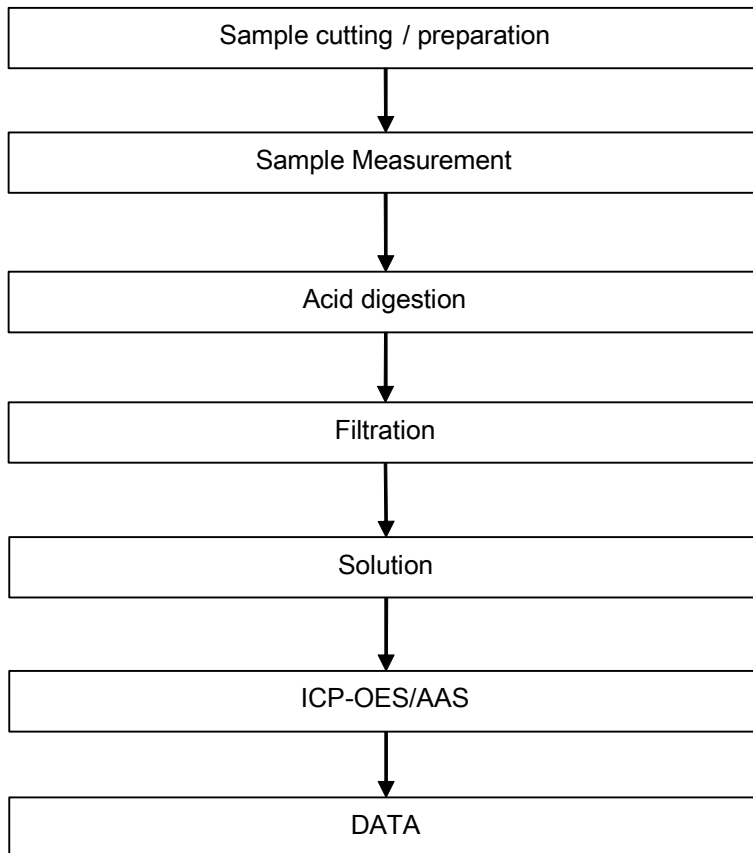 Sample cutting / preparation
Sample Measurement
Acid digestion
Filtration
Solution
ICP-OES/AAS
DATA